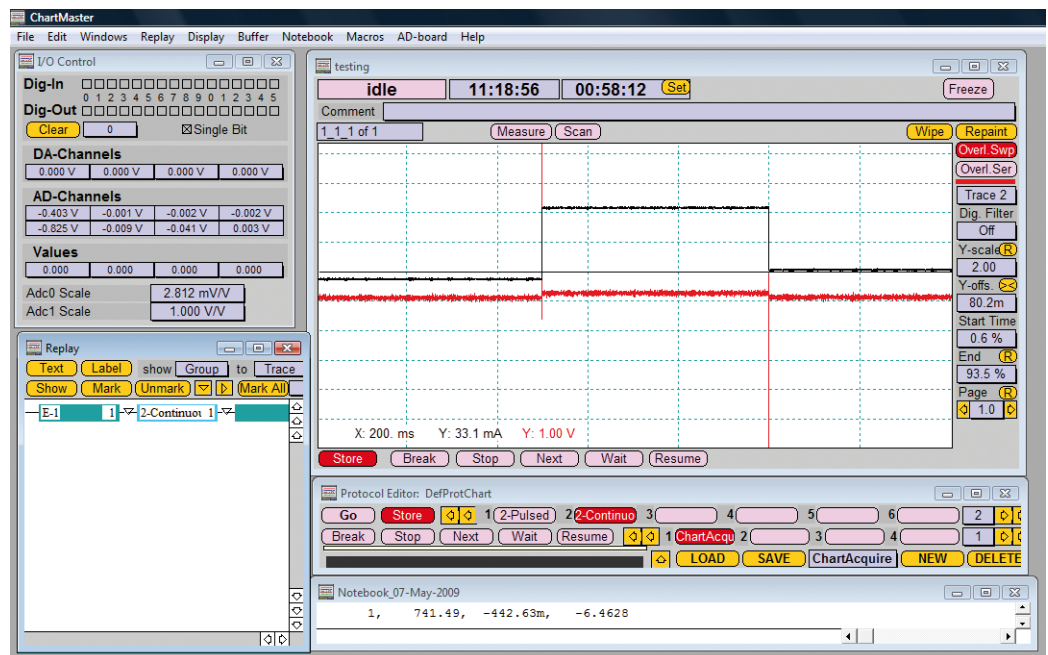 ChartMaster
File Edit Windows Replay Display Buffer Notebook Macros AD-board Help
I/O Control
Dig-In
0 1 2 3 4 5 6 7 8 9 0 1 2 3 4 5
Dig-Out
Clear 0 Single Bit
DA-Channels
0.000 V 0.000 V 0.000 V 0.000 V
AD-Channels
-0.403 V -0.001 V -0.002 V -0.002 V
-0.825 V -0.009 V -0.041 V 0.003 V
Values
0.000 0.000 0.000 0.000
Adc0 Scale 2.812 mV/V
Adc1 Scale 1.000 V/V
Replay
Text Label show Group to Trace
Show Mark Unmark Mark All
E-1 1 2-Continuou 1
testing
idle 11:18:56 00:58:12 Set Freeze
Comment
1_1_1 of 1 Measure Scan Wipe Repaint
Overl.Swp
Overl.Ser
Trace 2
Dig. Filter
Off
Y-scale R
2.00
Y-offs.
80.2m
Start Time
0.6 %
End R
93.5 %
Page R
1.0
X: 200. ms Y: 33.1 mA Y: 1.00 V
Store Break Stop Next Wait Resume
Protocol Editor: DefProtChart
Go Store 1 2-Pulsed 2 2-Continuo 3 4 5 6 2
Break Stop Next Wait Resume 1 ChartAcqu 2 3 4 1
LOAD SAVE ChartAcquire NEW DELETE
Notebook_07-May-2009
1, 741.49, -442.63m, -6.4628